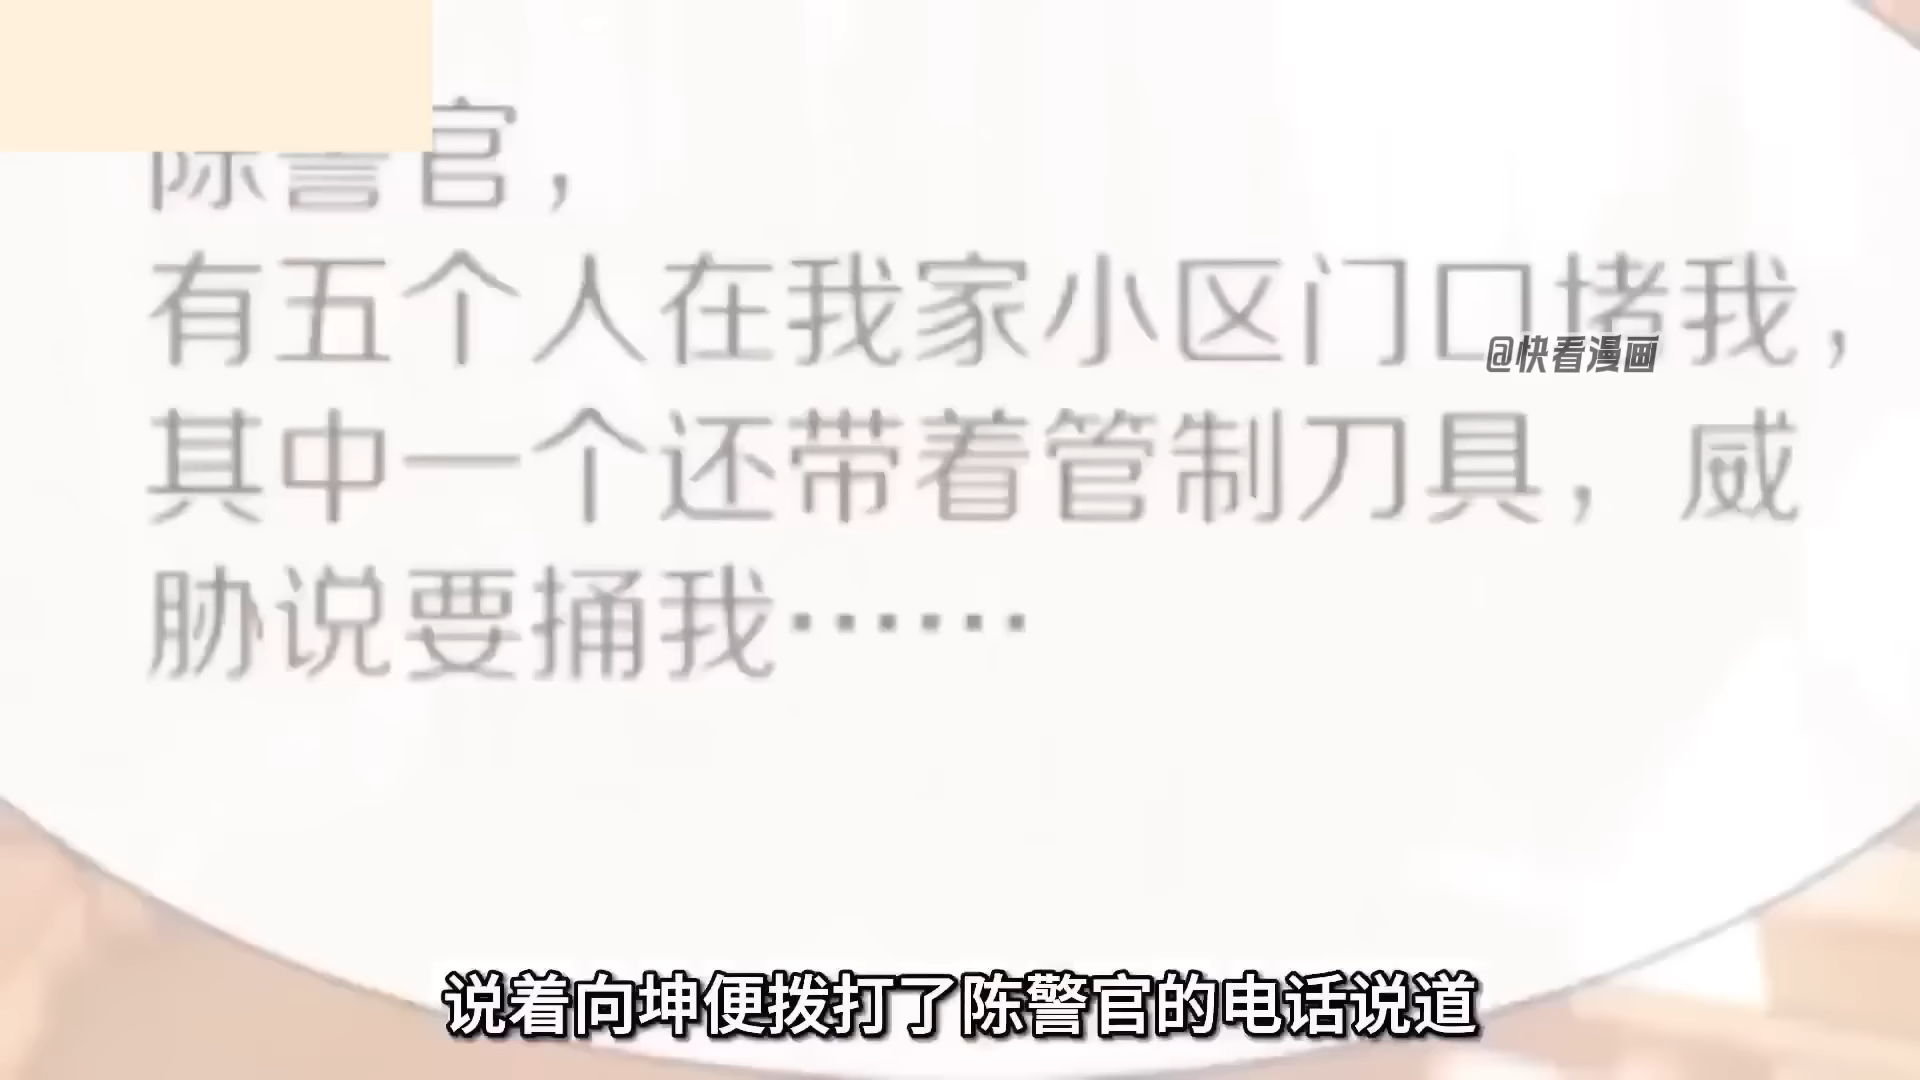 陈警官，
有五个人在我家小区门口堵我，
@快看漫画
其中一个还带着管制刀具，威
胁说要捅我……
说着向坤便拨打了陈警官的电话说道